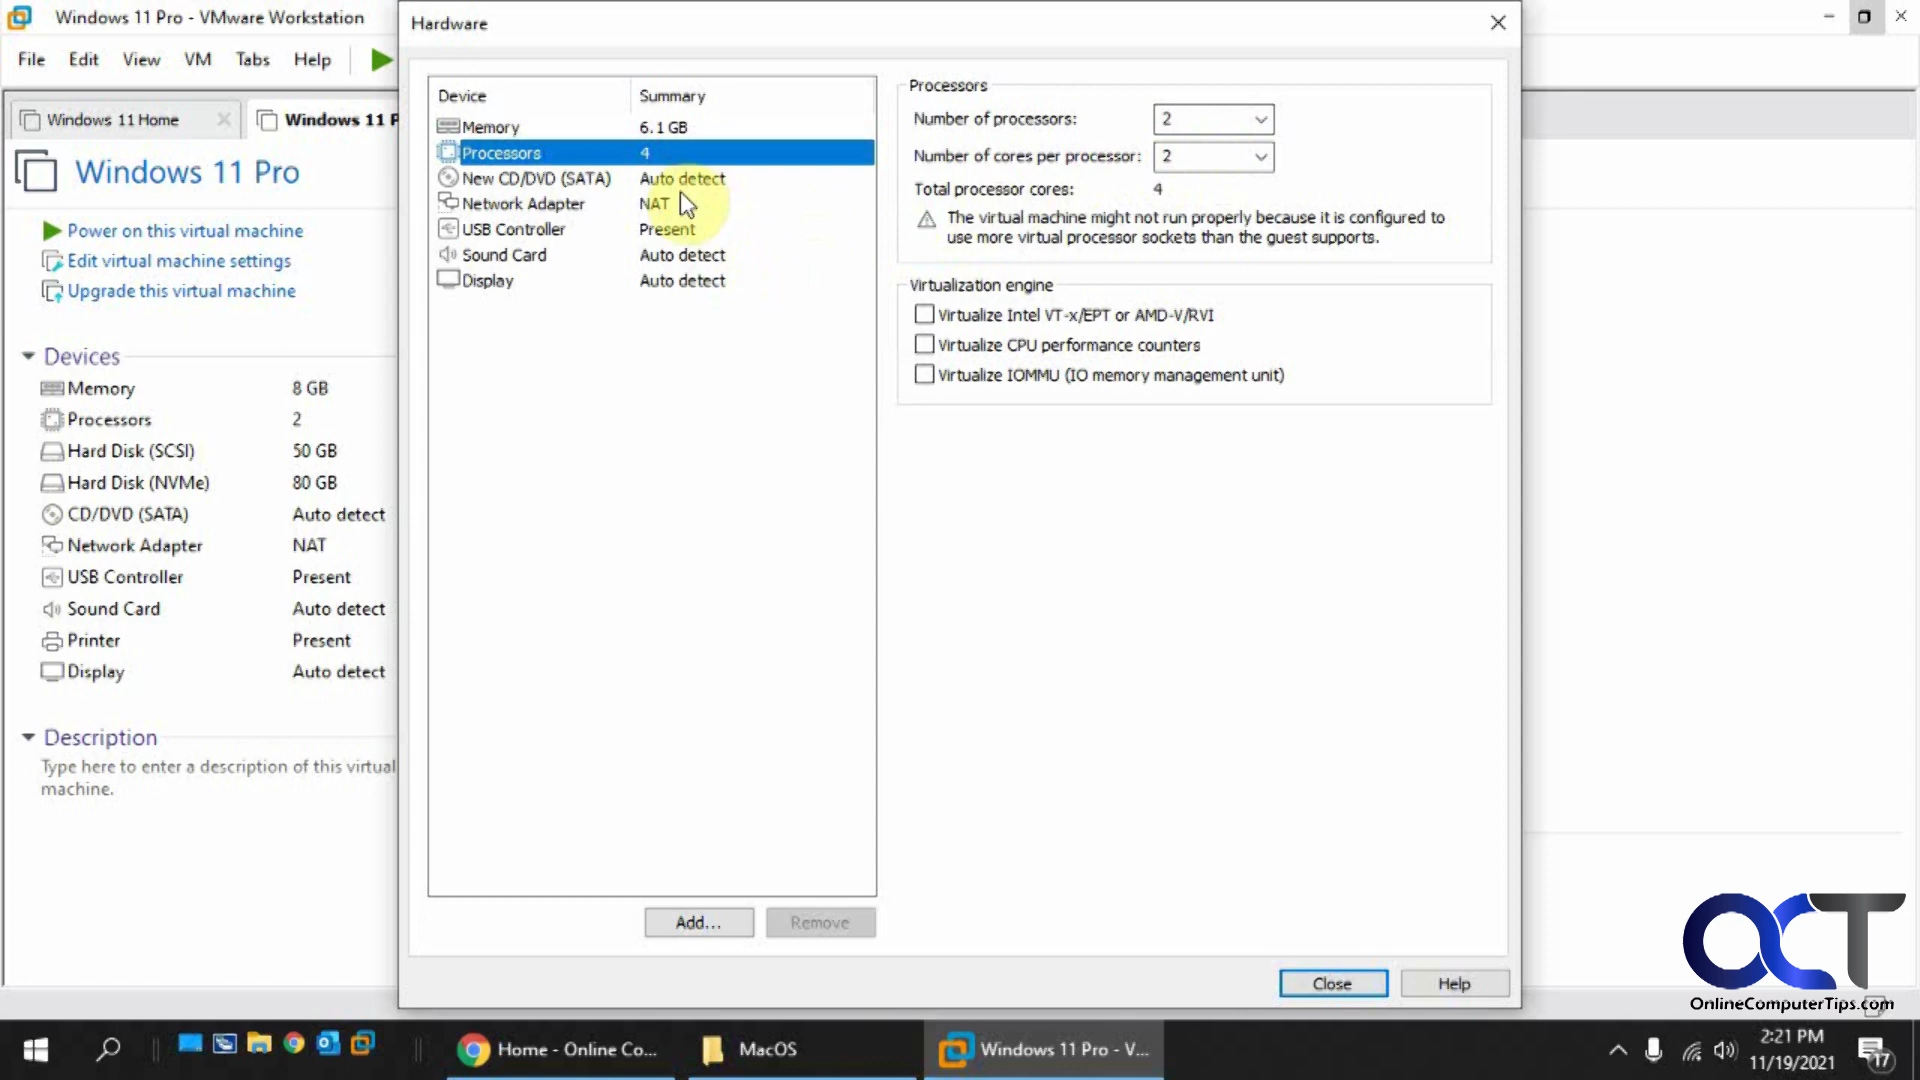 Windows 11 Pro - VMware Workstation
File Edit View VM Tabs Help
Windows 11 Home
Windows 11 P
Windows 11 Pro
Power on this virtual machine
Edit virtual machine settings
Upgrade this virtual machine
Devices
Memory 8 GB
Processors 2
Hard Disk (SCSI) 50 GB
Hard Disk (NVMe) 80 GB
CD/DVD (SATA) Auto detect
Network Adapter NAT
USB Controller Present
Sound Card Auto detect
Printer Present
Display Auto detect
Description
Type here to enter a description of this virtual
machine.
Hardware
Device Summary
Memory 6.1 GB
Processors 4
New CD/DVD (SATA) Auto detect
Network Adapter NAT
USB Controller Present
Sound Card Auto detect
Display Auto detect
Add...
Remove
Processors
Number of processors: 2
Number of cores per processor: 2
Total processor cores: 4
The virtual machine might not run properly because it is configured to
use more virtual processor sockets than the guest supports.
Virtualization engine
Virtualize Intel VT-x/EPT or AMD-V/RVI
Virtualize CPU performance counters
Virtualize IOMMU (IO memory management unit)
Close
Help
OCT
OnlineComputerTips.com
Home - Online Co...
MacOS
Windows 11 Pro - V...
2:21 PM
11/19/2021
17